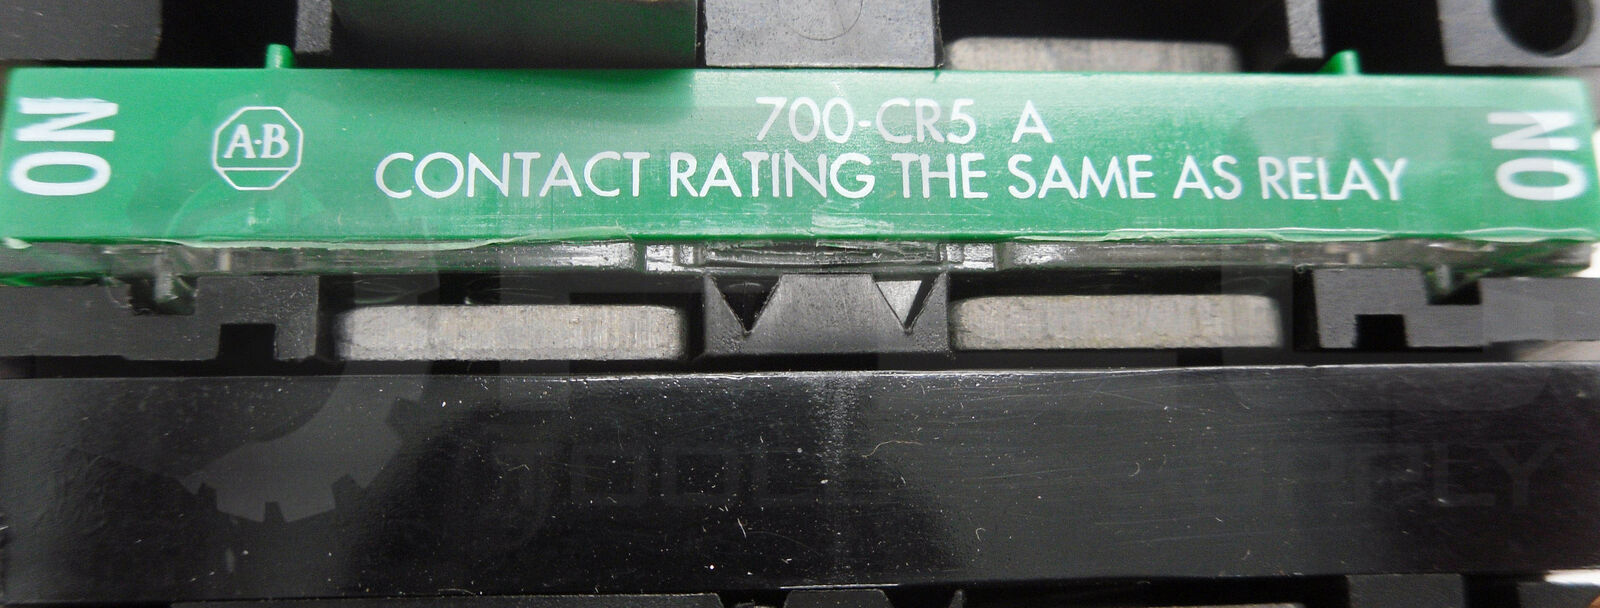 NO
A-B
700-CR5 A
CONTACT RATING THE SAME AS RELAY
NO